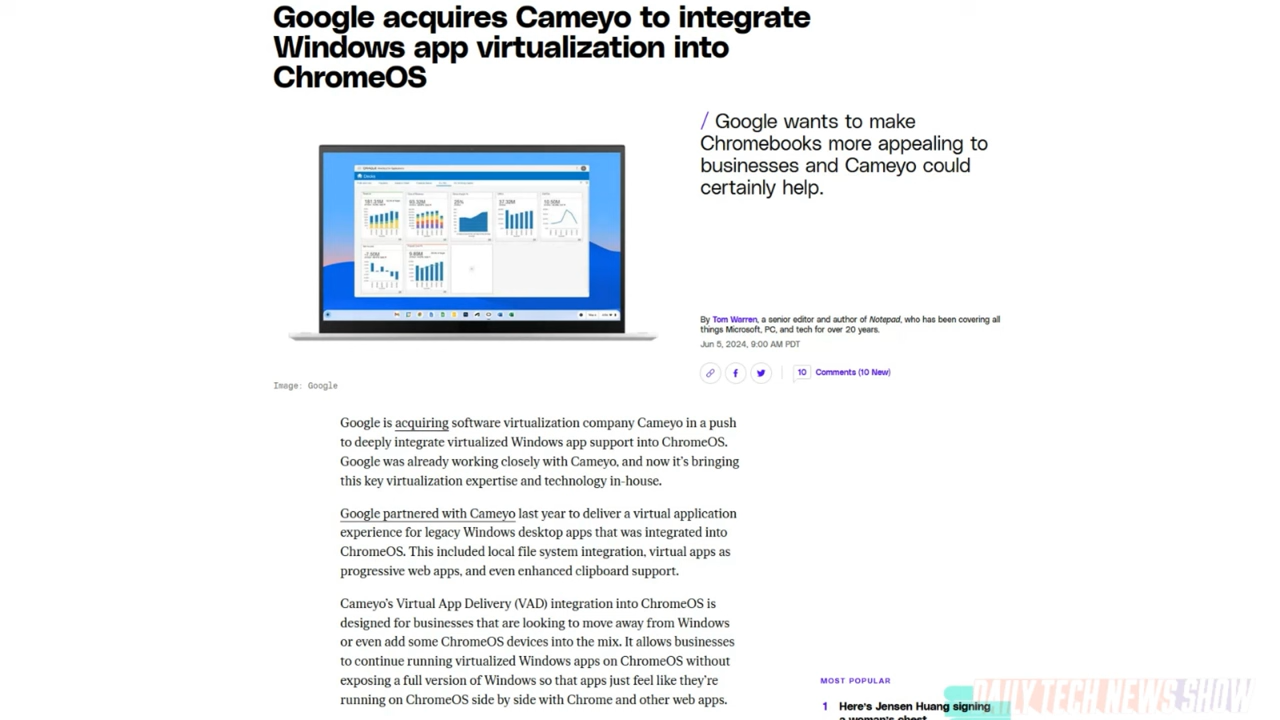 Google acquires Cameyo to integrate
Windows app virtualization into
ChromeOS
/ Google wants to make
Chromebooks more appealing to
businesses and Cameyo could
certainly help.
By Tom Warren, a senior editor and author of Notepad, who has been covering all
things Microsoft, PC, and tech for over 20 years.
Jun 5, 2024, 9:00 AM PDT
10 Comments (10 New)
Image: Google
Google is acquiring software virtualization company Cameyo in a push
to deeply integrate virtualized Windows app support into ChromeOS.
Google was already working closely with Cameyo, and now it's bringing
this key virtualization expertise and technology in-house.
Google partnered with Cameyo last year to deliver a virtual application
experience for legacy Windows desktop apps that was integrated into
ChromeOS. This included local file system integration, virtual apps as
progressive web apps, and even enhanced clipboard support.
Cameyo's Virtual App Delivery (VAD) integration into ChromeOS is
designed for businesses that are looking to move away from Windows
or even add some ChromeOS devices into the mix. It allows businesses
to continue running virtualized Windows apps on ChromeOS without
exposing a full version of Windows so that apps just feel like they're
running on ChromeOS side by side with Chrome and other web apps.
MOST POPULAR
1 Here's Jensen Huang signing
a woman's chest
DAILY TECH NEWS SHOW